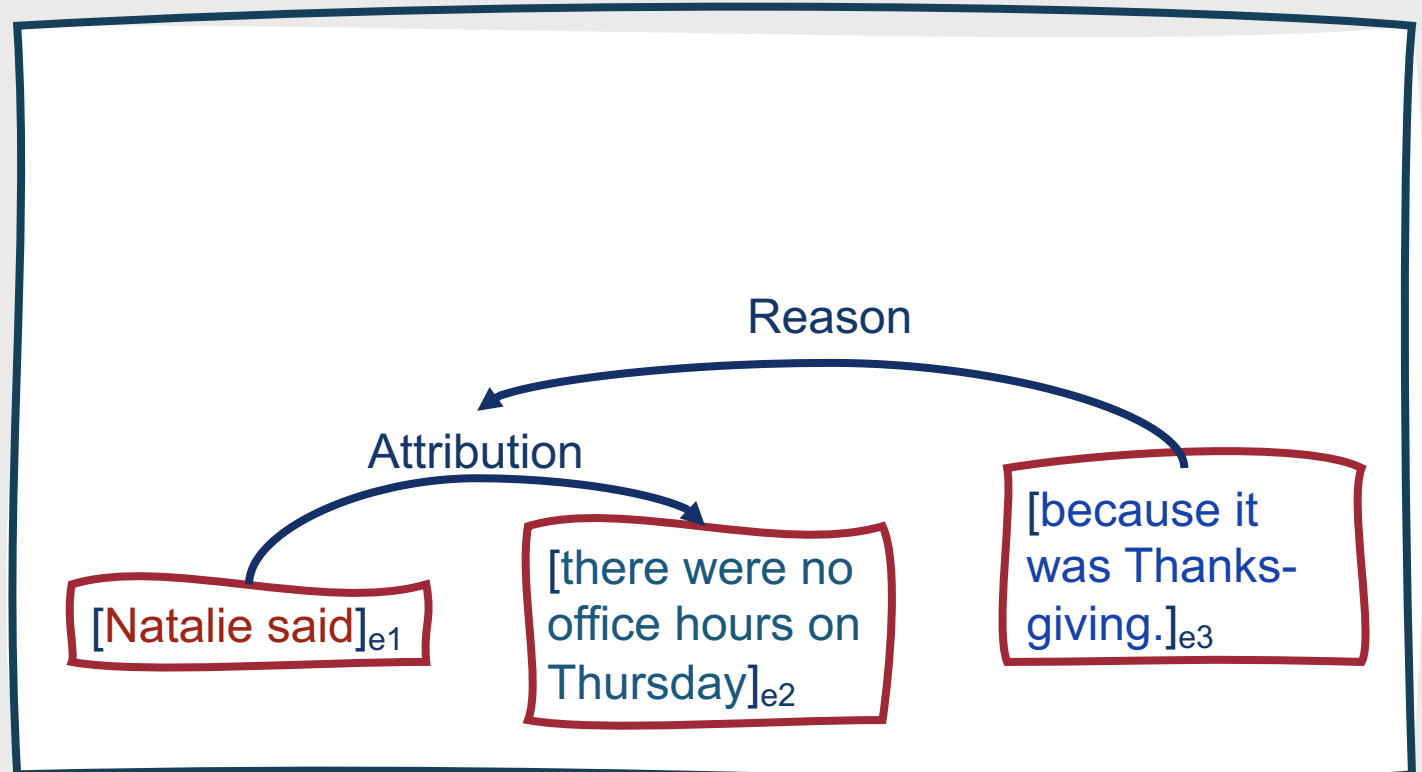 Reason
Attribution
[Natalie said]e1
[there were no
office hours on
Thursday]e2
[because it
was Thanks-
giving.]e3